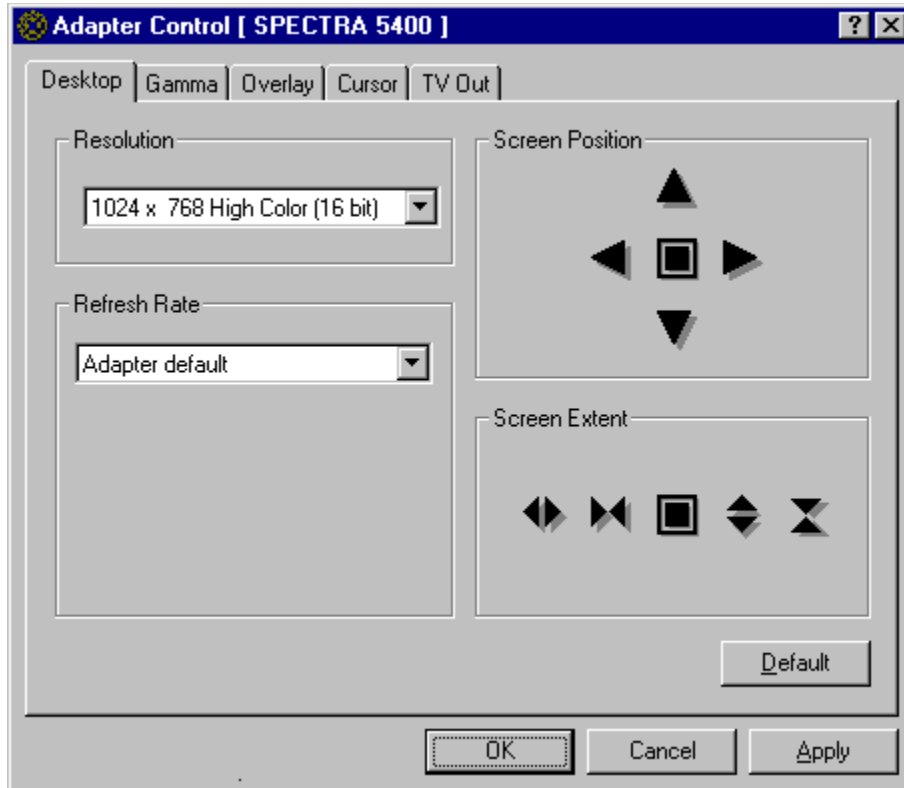 Adapter Control [ SPECTRA 5400 ]
Desktop Gamma Overlay Cursor TV Out
Resolution
1024 x  768 High Color (16 bit)
Refresh Rate
Adapter default
Screen Position
Screen Extent
Default
OK Cancel Apply